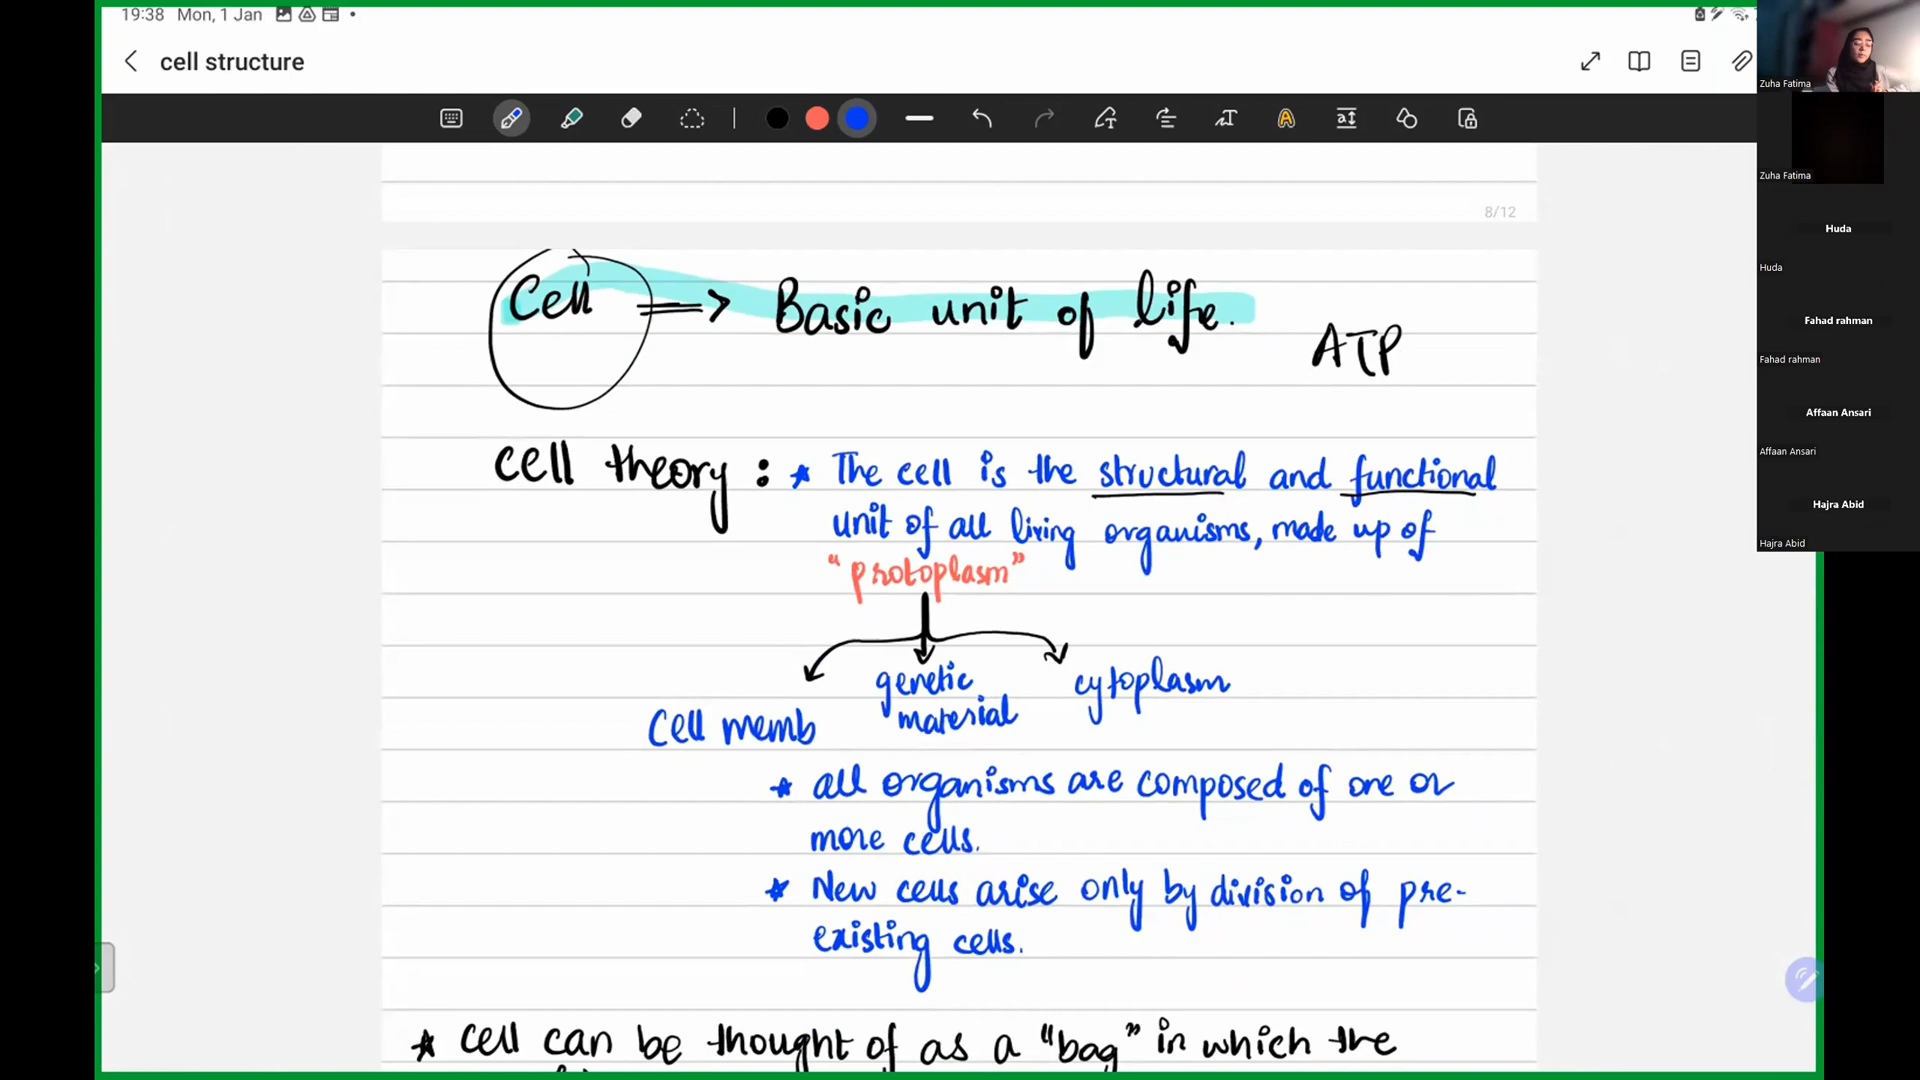 19:38 Mon, 1 Jan
cell structure
Zuha Fatima
Zuha Fatima
Huda
Huda
Fahad rahman
Fahad rahman
Affaan Ansari
Affaan Ansari
Hajra Abid
Hajra Abid
8/12
Cell => Basic unit of life.
ATP
cell theory : * The cell is the structural and functional
unit of all living organisms, made up of
"protoplasm"
genetic
material
cytoplasm
Cell memb
* all organisms are composed of one or
more cells.
* New cells arise only by division of pre-
existing cells.
* cell can be thought of as a "bag" in which the